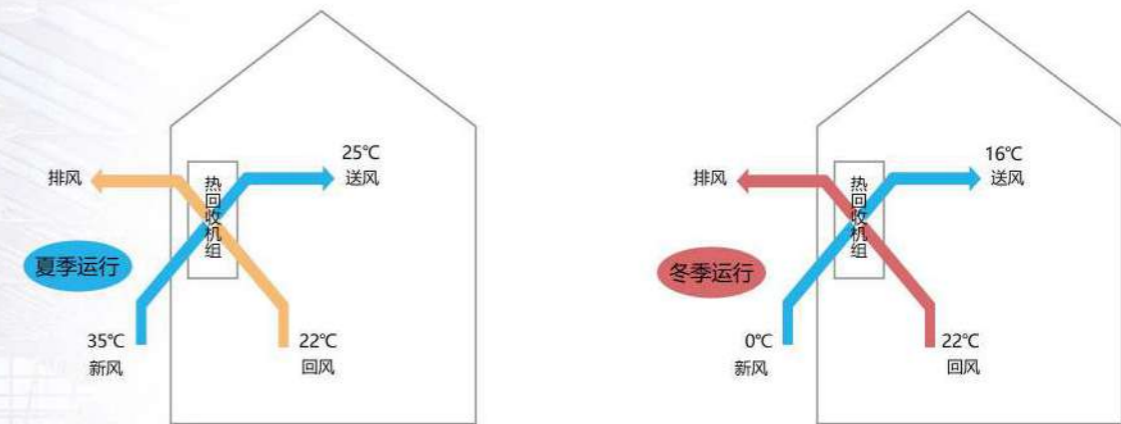 25℃
排风
送风
热回收机组
夏季运行
35℃
新风
22℃
回风
16℃
排风
送风
热回收机组
冬季运行
0℃
新风
22℃
回风